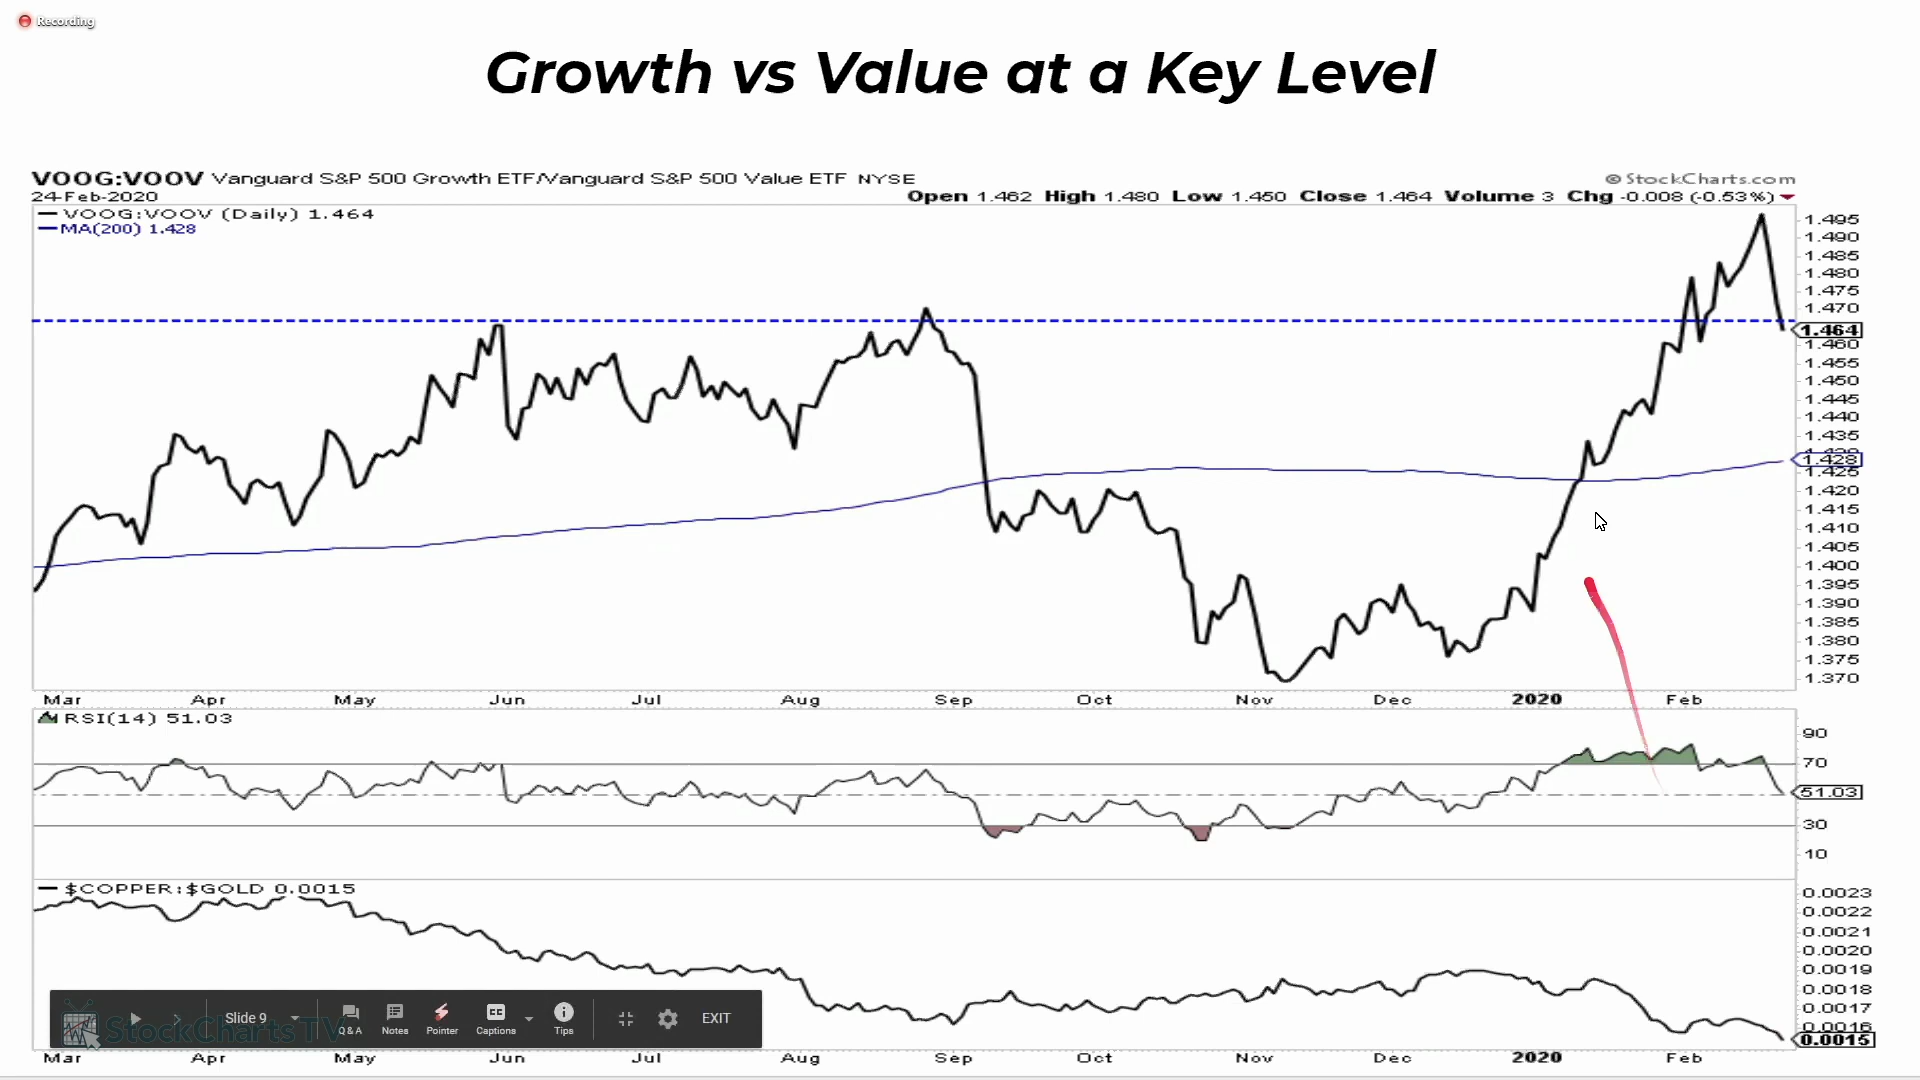 Recording
Growth vs Value at a Key Level
VOOG:VOOV Vanguard S&P 500 Growth ETF/Vanguard S&P 500 Value ETF NYSE
© StockCharts.com
24-Feb-2020
Open 1.462 High 1.480 Low 1.450 Close 1.464 Volume 3 Chg -0.008 (-0.53%)
VOOG:VOOV (Daily) 1.464
MA(200) 1.428
1.495
1.490
1.485
1.480
1.475
1.470
1.464
1.460
1.455
1.450
1.445
1.440
1.435
1.428
1.425
1.420
1.415
1.410
1.405
1.400
1.395
1.390
1.385
1.380
1.375
1.370
Mar Apr May Jun Jul Aug Sep Oct Nov Dec 2020 Feb
RSI(14) 51.03
90
70
51.03
30
10
$COPPER:$GOLD 0.0015
0.0023
0.0022
0.0021
0.0020
0.0019
0.0018
0.0017
0.0016
0.0015
StockCharts TV
Slide 9
Q&A
Notes
Pointer
Captions
Tips
EXIT
Mar Apr May Jun Jul Aug Sep Oct Nov Dec 2020 Feb